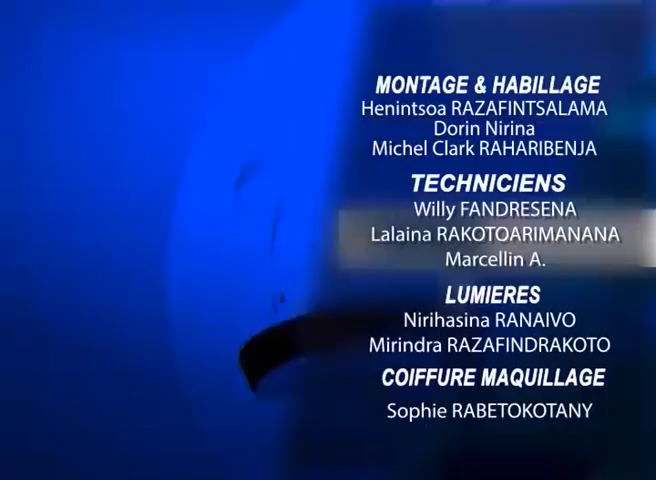 MONTAGE & HABILLAGE
Henintsoa RAZAFINTSALAMA
Dorin Nirina
Michel Clark RAHARIBENJA
TECHNICIENS
Willy FANDRESENA
Lalaina RAKOTOARIMANANA
Marcellin A.
LUMIERES
Nirihasina RANAIVO
Mirindra RAZAFINDRAKOTO
COIFFURE MAQUILLAGE
Sophie RABETOKOTANY